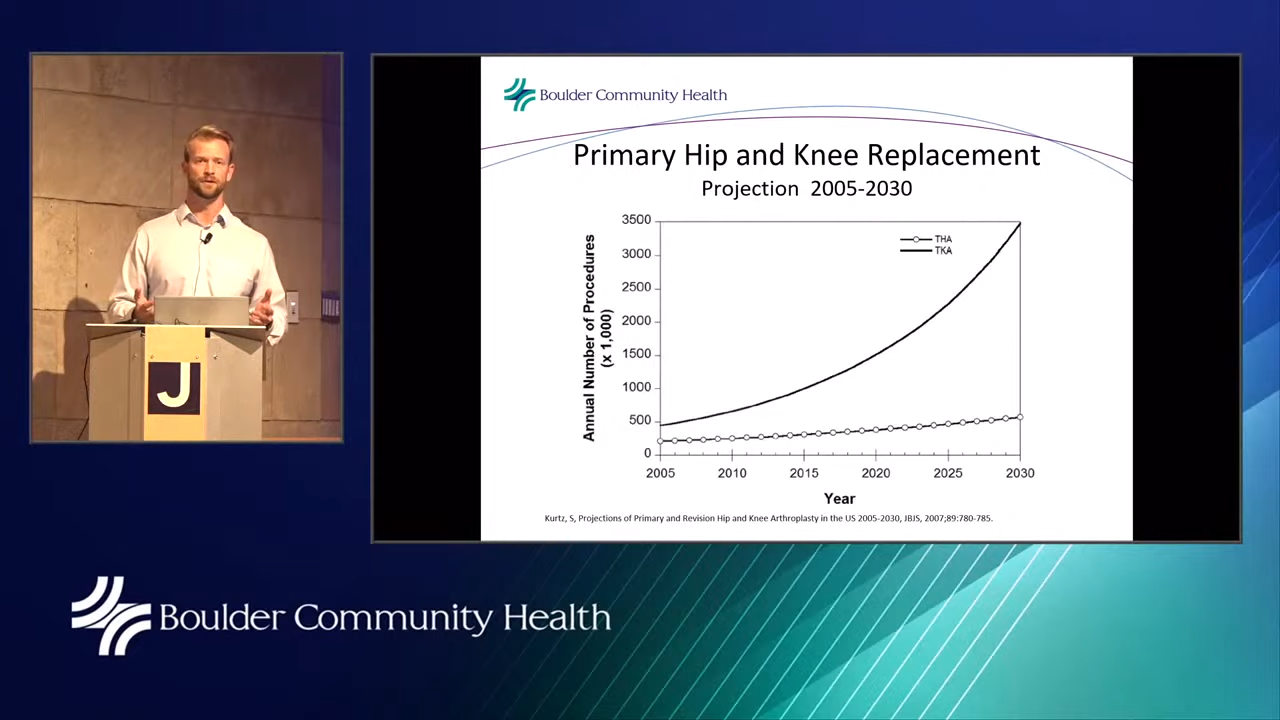 J
Boulder Community Health
Primary Hip and Knee Replacement
Projection 2005-2030
Annual Number of Procedures
(x 1,000)
3500
3000
2500
2000
1500
1000
500
0
THA
TKA
2005 2010 2015 2020 2025 2030
Year
Kurtz, S, Projections of Primary and Revision Hip and Knee Arthroplasty in the US 2005-2030, JBJS, 2007;89:780-785.
Boulder Community Health